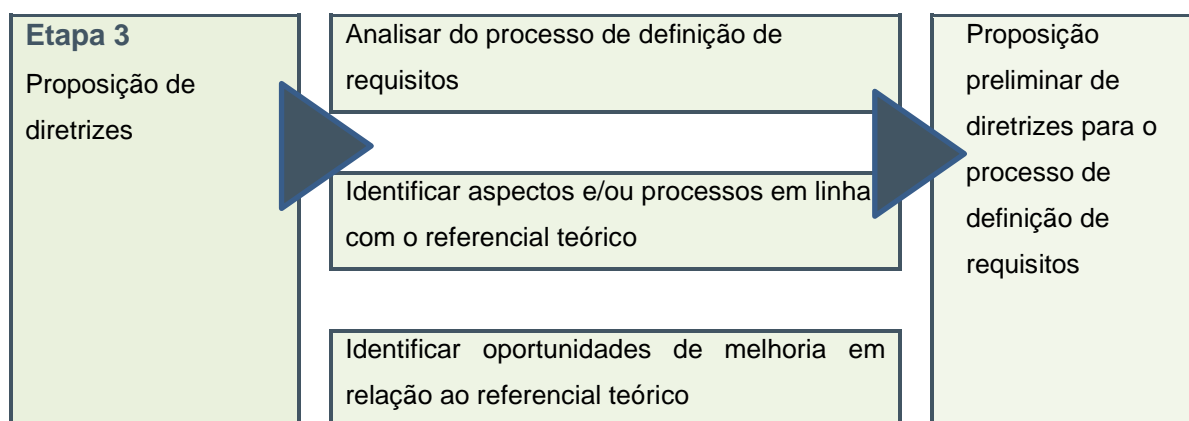 Etapa 3
Proposição de
diretrizes
Analisar do processo de definição de
requisitos
Identificar aspectos e/ou processos em linha
com o referencial teórico
Identificar oportunidades de melhoria em
relação ao referencial teórico
Proposição
preliminar de
diretrizes para o
processo de
definição de
requisitos